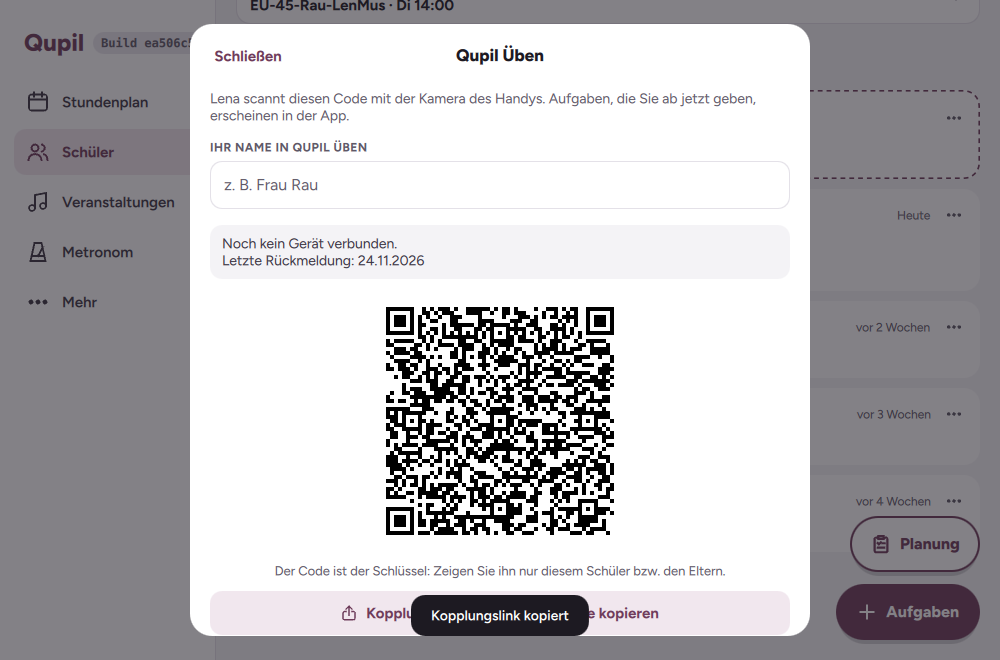 EU-45-Rau-LenMus · Di 14:00
Qupil
Build ea506c
Stundenplan
Schüler
Veranstaltungen
Metronom
Mehr
Schließen
Qupil Üben
Lena scannt diesen Code mit der Kamera des Handys. Aufgaben, die Sie ab jetzt geben,
erscheinen in der App.
IHR NAME IN QUPIL ÜBEN
z. B. Frau Rau
Noch kein Gerät verbunden.
Letzte Rückmeldung: 24.11.2026
Der Code ist der Schlüssel: Zeigen Sie ihn nur diesem Schüler bzw. den Eltern.
kopieren
Kopplungslink kopiert
Heute
vor 2 Wochen
vor 3 Wochen
vor 4 Wochen
Planung
Aufgaben